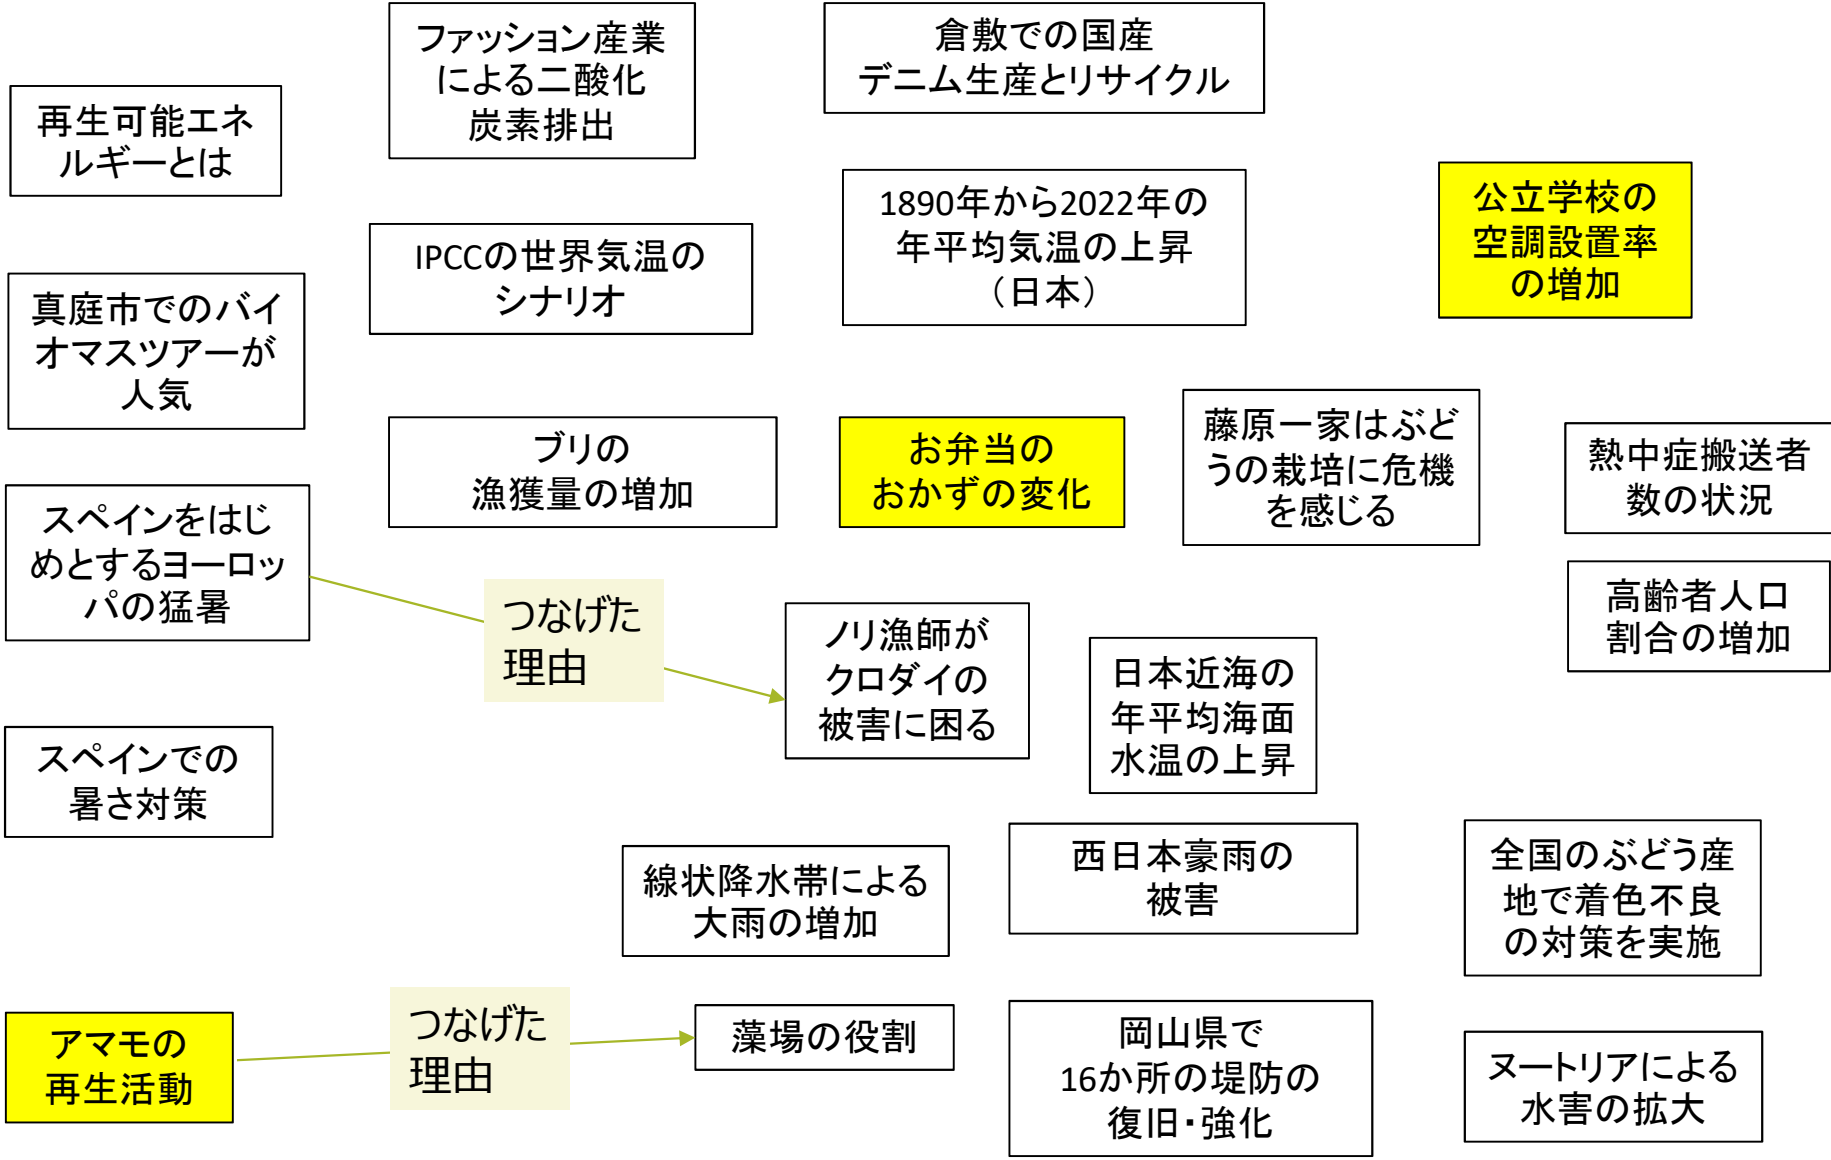 ファッション産業
による二酸化
炭素排出
倉敷での国産
デニム生産とリサイクル
再生可能エネ
ルギーとは
1890年から2022年の
年平均気温の上昇
（日本）
公立学校の
空調設置率
の増加
IPCCの世界気温の
シナリオ
真庭市でのバイ
オマスツアーが
人気
ブリの
漁獲量の増加
お弁当の
おかずの変化
藤原一家はぶど
うの栽培に危機
を感じる
熱中症搬送者
数の状況
スペインをはじ
めとするヨーロッ
パの猛暑
つなげた
理由
ノリ漁師が
クロダイの
被害に困る
日本近海の
年平均海面
水温の上昇
高齢者人口
割合の増加
スペインでの
暑さ対策
線状降水帯による
大雨の増加
西日本豪雨の
被害
全国のぶどう産
地で着色不良
の対策を実施
アマモの
再生活動
つなげた
理由
藻場の役割
岡山県で
16か所の堤防の
復旧・強化
ヌートリアによる
水害の拡大